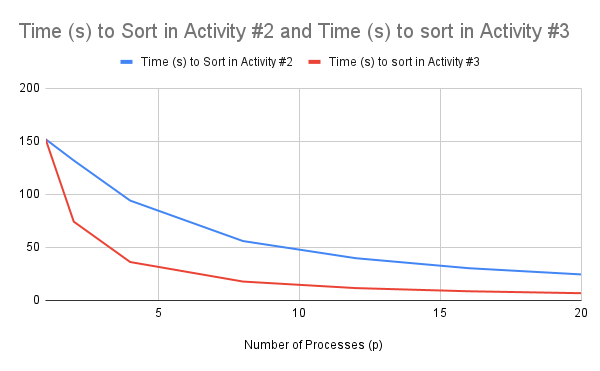 Time (s) to Sort in Activity #2 and Time (s) to sort in Activity #3
Time (s) to Sort in Activity #2 Time (s) to sort in Activity #3
200
150
100
50
0
5 10 15 20
Number of Processes (p)